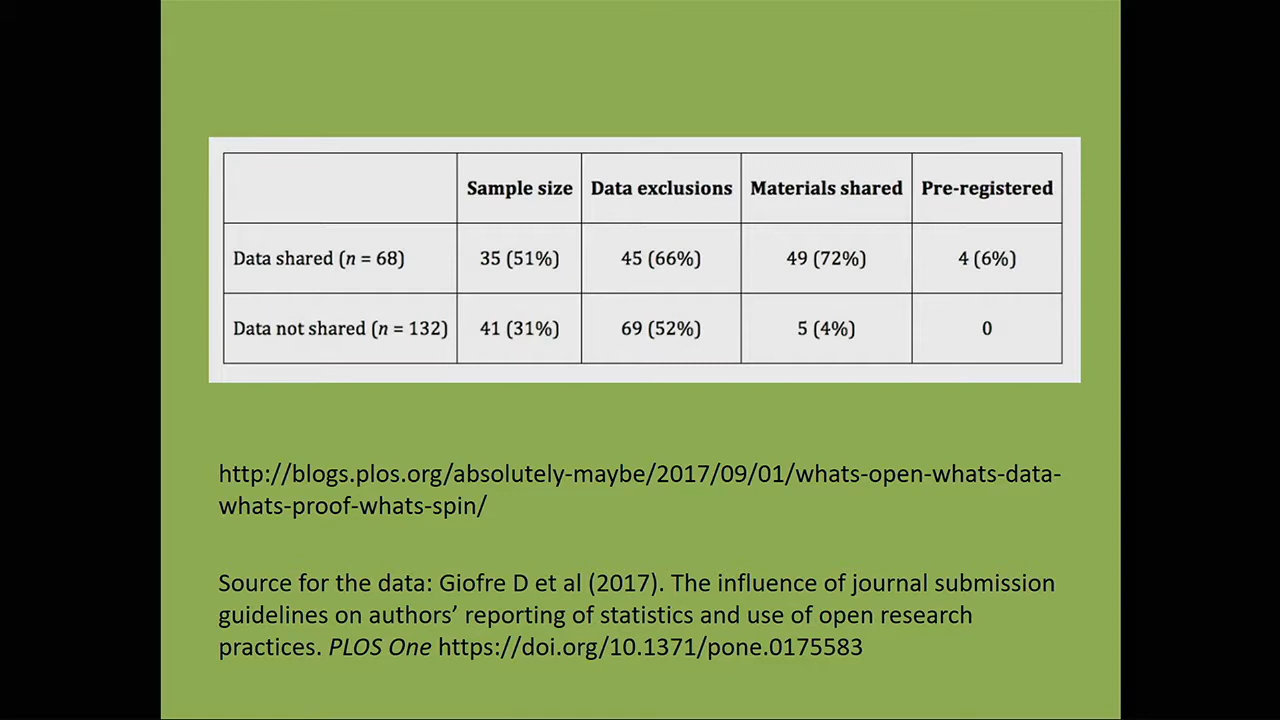 Sample size Data exclusions Materials shared Pre-registered
Data shared (n = 68) 35 (51%) 45 (66%) 49 (72%) 4 (6%)
Data not shared (n = 132) 41 (31%) 69 (52%) 5 (4%) 0
http://blogs.plos.org/absolutely-maybe/2017/09/01/whats-open-whats-data-
whats-proof-whats-spin/
Source for the data: Giofre D et al (2017). The influence of journal submission
guidelines on authors’ reporting of statistics and use of open research
practices. PLOS One https://doi.org/10.1371/pone.0175583